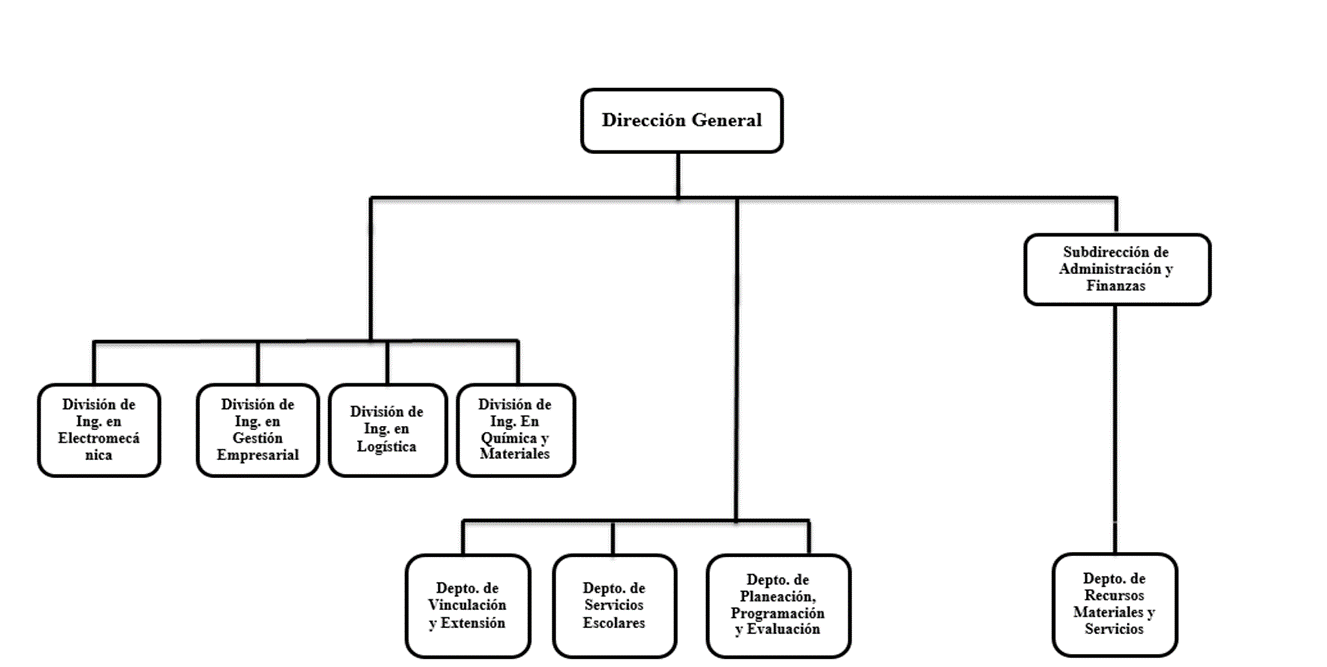 Dirección General
Subdirección de
Administración y
Finanzas
División de
Ing. en
Electromecá
nica
División de
Ing. en
Gestión
Empresarial
División de
Ing. en
Logística
División de
Ing. En
Química y
Materiales
Depto. de
Vinculación
y Extensión
Depto. de
Servicios
Escolares
Depto. de
Planeación,
Programación
y Evaluación
Depto. de
Recursos
Materiales y
Servicios